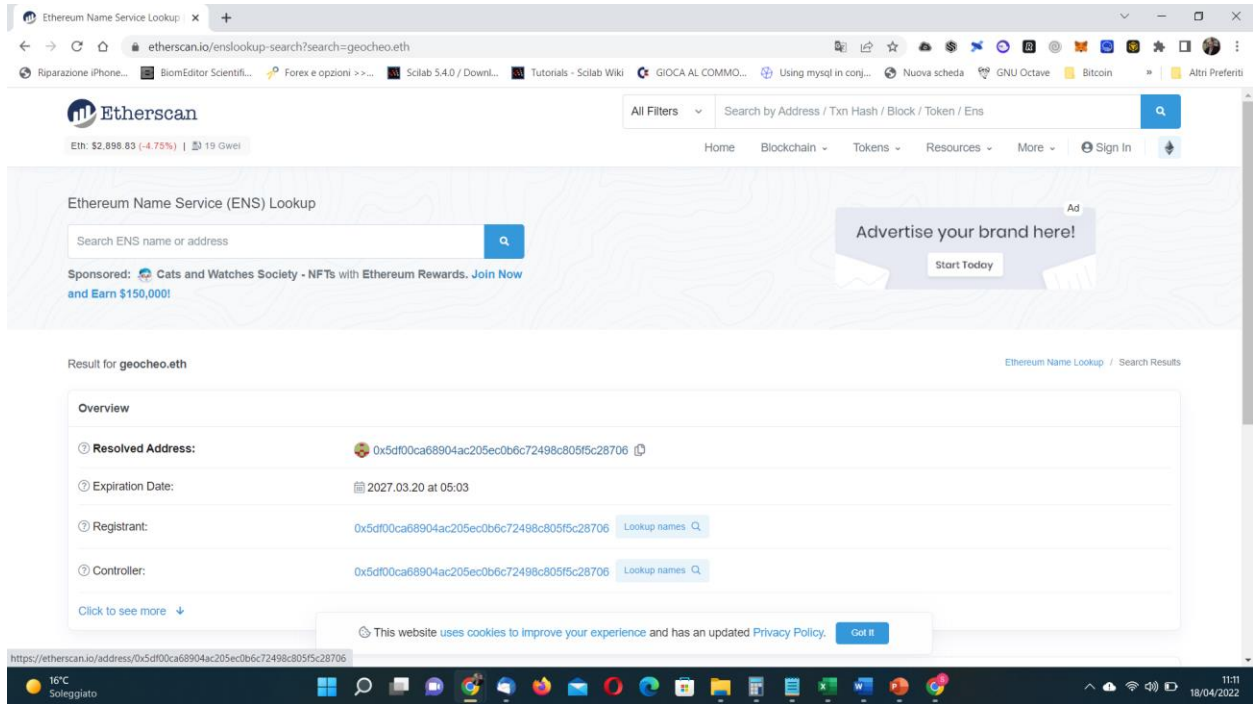 Ethereum Name Service Lookup
etherscan.io/enslookup-search?search=geocheo.eth
Riparazione iPhone... BiomEditor Scientifi... Forex e opzioni >>... Scilab 5.4.0 / Downl... Tutorials - Scilab Wiki GIOCA AL COMMO... Using mysql in conj... Nuova scheda GNU Octave Bitcoin » Altri Preferiti
Etherscan
All Filters Search by Address / Txn Hash / Block / Token / Ens
Eth: $2,898.83 (-4.75%) | 19 Gwei
Home Blockchain Tokens Resources More Sign In
Ethereum Name Service (ENS) Lookup
Search ENS name or address
Sponsored: Cats and Watches Society - NFTs with Ethereum Rewards. Join Now
and Earn $150,000!
Ad
Advertise your brand here!
Start Today
Result for geocheo.eth
Ethereum Name Lookup / Search Results
Overview
Resolved Address: 0x5df00ca68904ac205ec0b6c72498c805f5c28706
Expiration Date: 2027.03.20 at 05:03
Registrant: 0x5df00ca68904ac205ec0b6c72498c805f5c28706 Lookup names
Controller: 0x5df00ca68904ac205ec0b6c72498c805f5c28706 Lookup names
Click to see more
This website uses cookies to improve your experience and has an updated Privacy Policy. Got It
https://etherscan.io/address/0x5df00ca68904ac205ec0b6c72498c805f5c28706
16°C
Soleggiato
11:11
18/04/2022